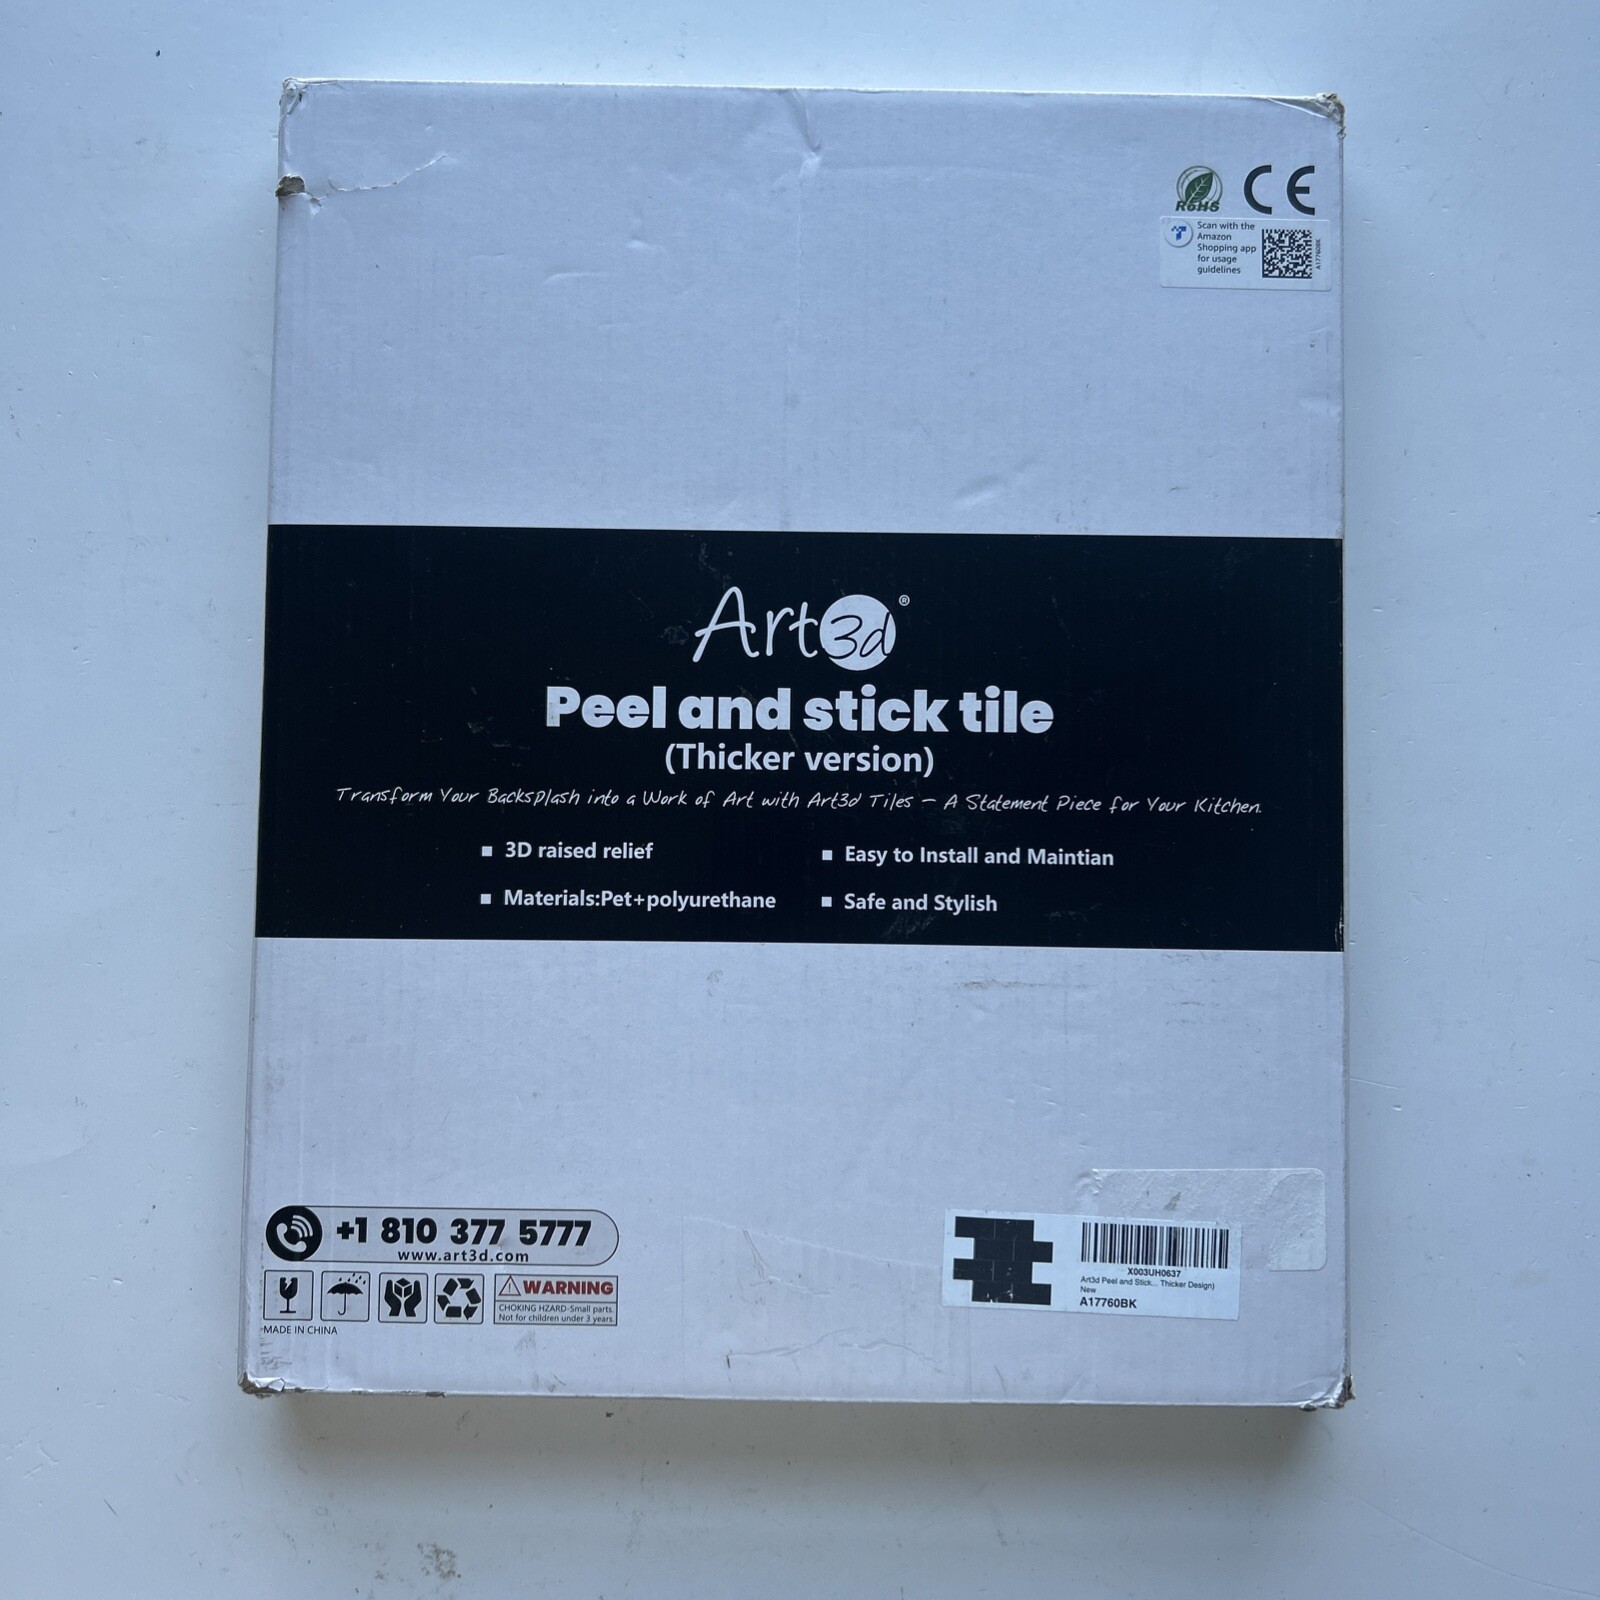 RoHS CE
Scan with the
Amazon
Shopping app
for usage
guidelines
A17760BK
Art3d®
Peel and stick tile
(Thicker version)
Transform Your Backsplash into a Work of Art with Art3d Tiles – A Statement Piece for Your Kitchen.
3D raised relief
Easy to Install and Maintian
Materials:Pet+polyurethane
Safe and Stylish
+1 810 377 5777
www.art3d.com
WARNING
CHOKING HZARD-Small parts.
Not for children under 3 years.
MADE IN CHINA
X003UH0637
Art3d Peel and Stick... Thicker Design)
New
A17760BK